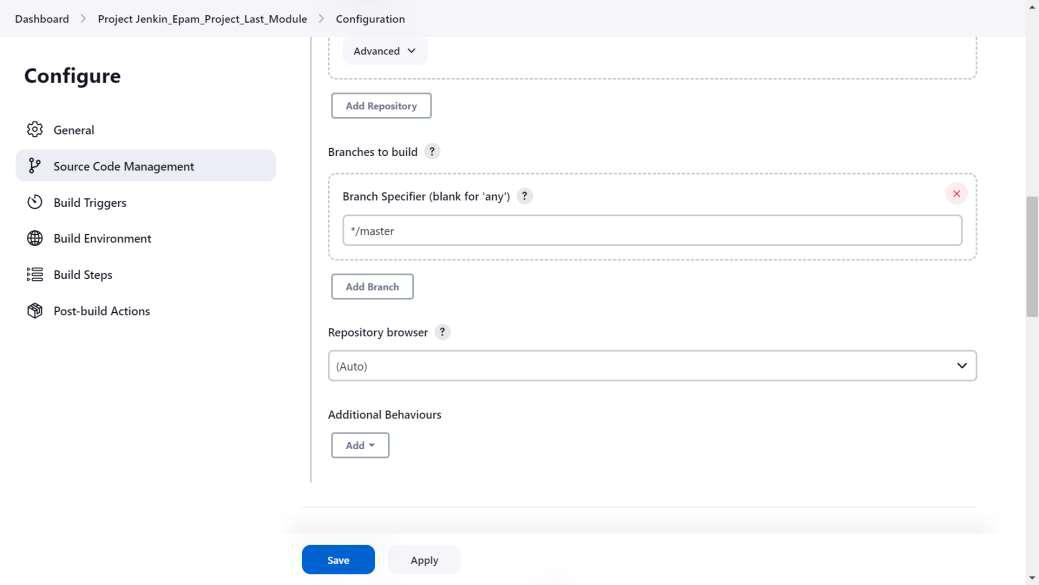 Dashboard > Project Jenkin_Epam_Project_Last_Module > Configuration
Configure
General
Source Code Management
Build Triggers
Build Environment
Build Steps
Post-build Actions
Advanced
Add Repository
Branches to build ?
Branch Specifier (blank for 'any') ?
*/master
Add Branch
Repository browser ?
(Auto)
Additional Behaviours
Add
Save
Apply